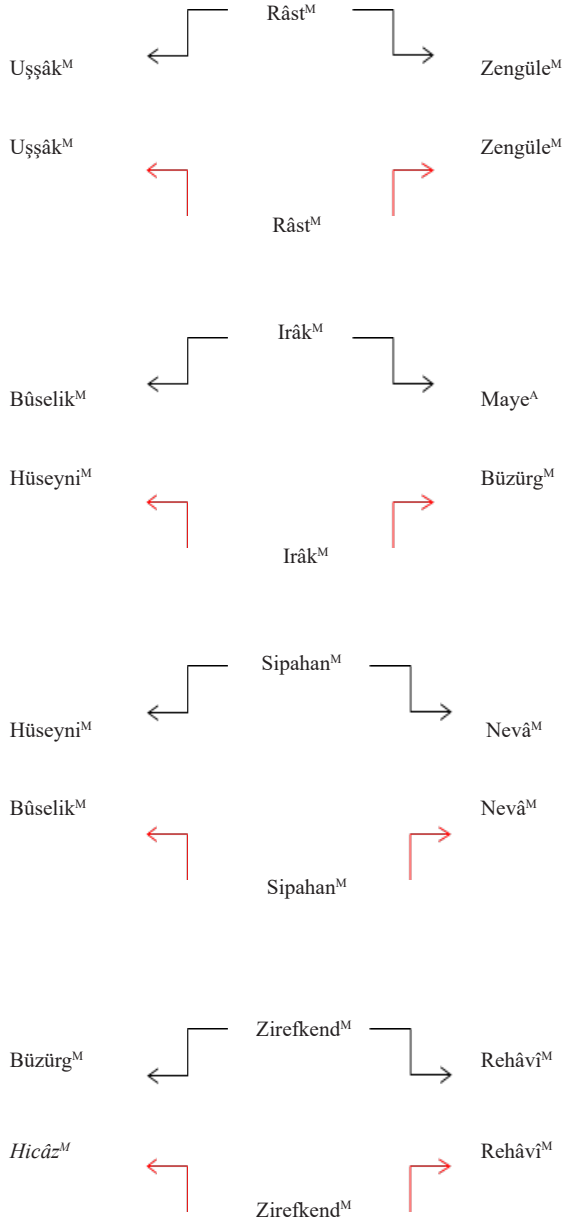 Râstᴹ
Uşşâkᴹ Zengüleᴹ
Uşşâkᴹ Zengüleᴹ
Râstᴹ
Irâkᴹ
Bûselikᴹ Mayeᴬ
Hüseyniᴹ Büzürgᴹ
Irâkᴹ
Sipahanᴹ
Hüseyniᴹ Nevâᴹ
Bûselikᴹ Nevâᴹ
Sipahanᴹ
Zirefkendᴹ
Büzürgᴹ Rehâvîᴹ
Hicâzᴹ Rehâvîᴹ
Zirefkendᴹ